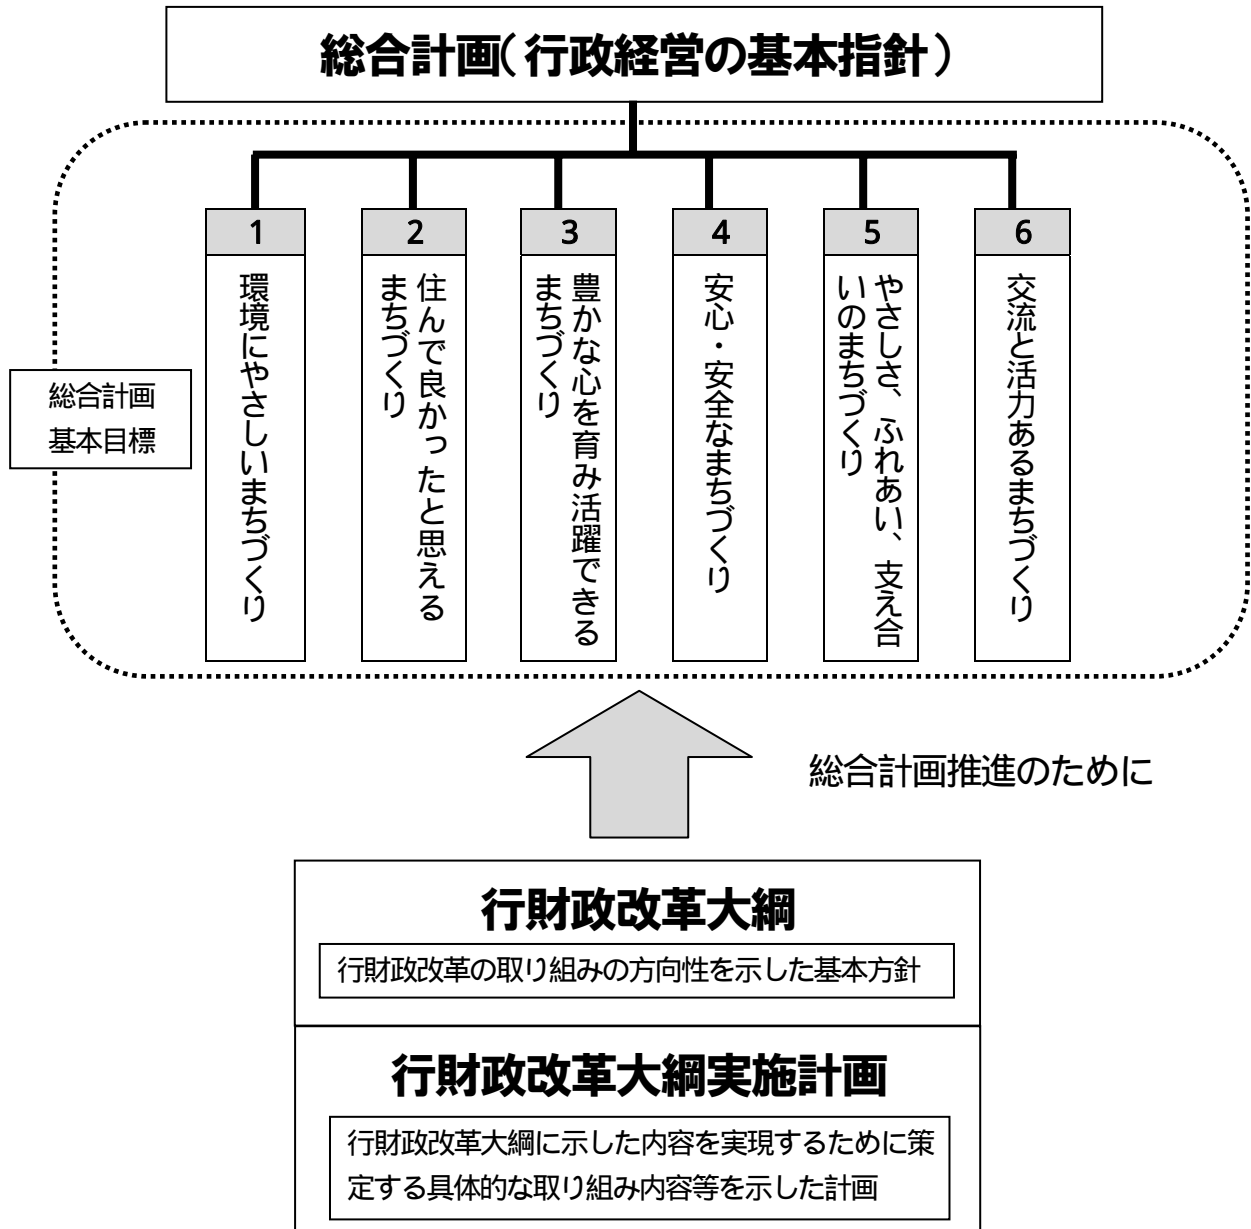 総合計画(行政経営の基本指針)
総合計画
基本目標
1
環境にやさしいまちづくり
2
住んで良かったと思える
まちづくり
3
豊かな心を育み活躍できる
まちづくり
4
安心・安全なまちづくり
5
やさしさ、ふれあい、支え合
いのまちづくり
6
交流と活力あるまちづくり
総合計画推進のために
行財政改革大綱
行財政改革の取り組みの方向性を示した基本方針
行財政改革大綱実施計画
行財政改革大綱に示した内容を実現するために策
定する具体的な取り組み内容等を示した計画